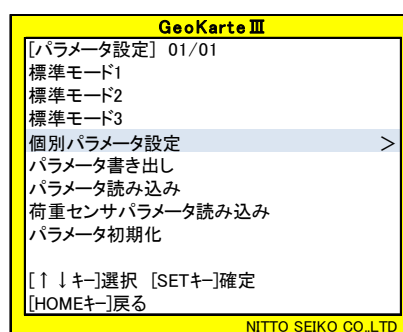 GeoKarteⅢ
[パラメータ設定] 01/01
標準モード1
標準モード2
標準モード3
個別パラメータ設定 >
パラメータ書き出し
パラメータ読み込み
荷重センサパラメータ読み込み
パラメータ初期化
[↑↓キー]選択 [SETキー]確定
[HOMEキー]戻る
NITTO SEIKO CO.,LTD